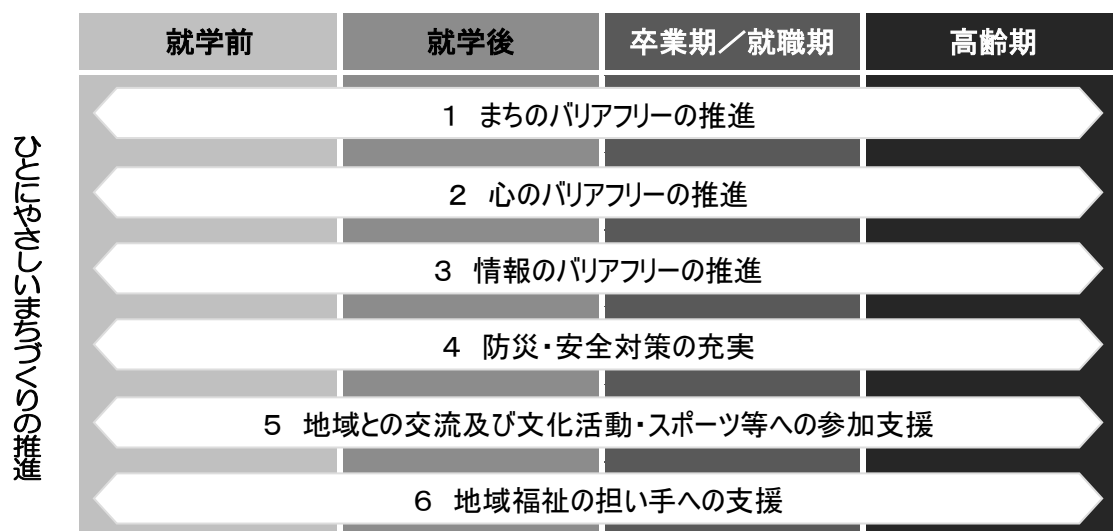 就学前
就学後
卒業期／就職期
高齢期
ひとにやさしいまちづくりの推進
１　まちのバリアフリーの推進
２　心のバリアフリーの推進
３　情報のバリアフリーの推進
４　防災・安全対策の充実
５　地域との交流及び文化活動・スポーツ等への参加支援
６　地域福祉の担い手への支援